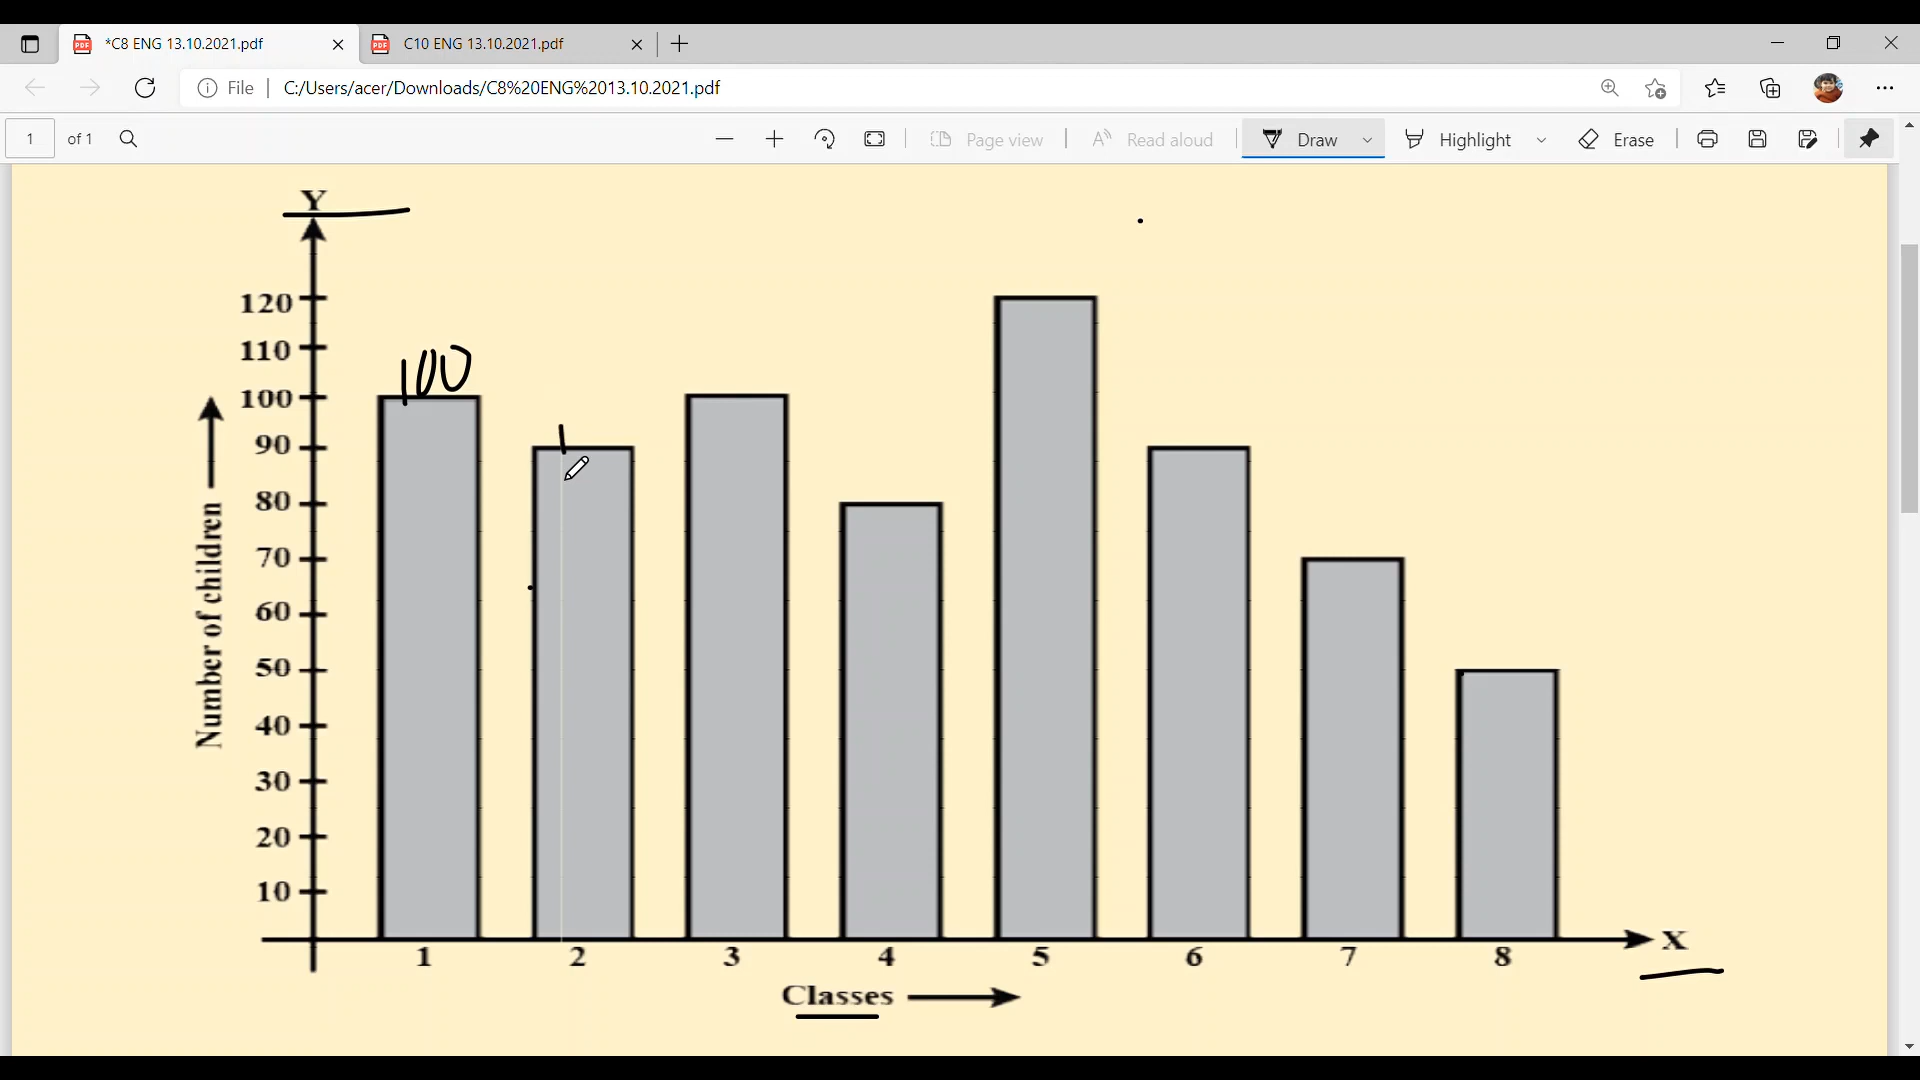 *C8 ENG 13.10.2021.pdf
C10 ENG 13.10.2021.pdf
File
C:/Users/acer/Downloads/C8%20ENG%2013.10.2021.pdf
1 of 1
Page view
Read aloud
Draw
Highlight
Erase
Y
120
110
100
100
90
80
70
60
50
40
30
20
10
Number of children
1 2 3 4 5 6 7 8
X
Classes